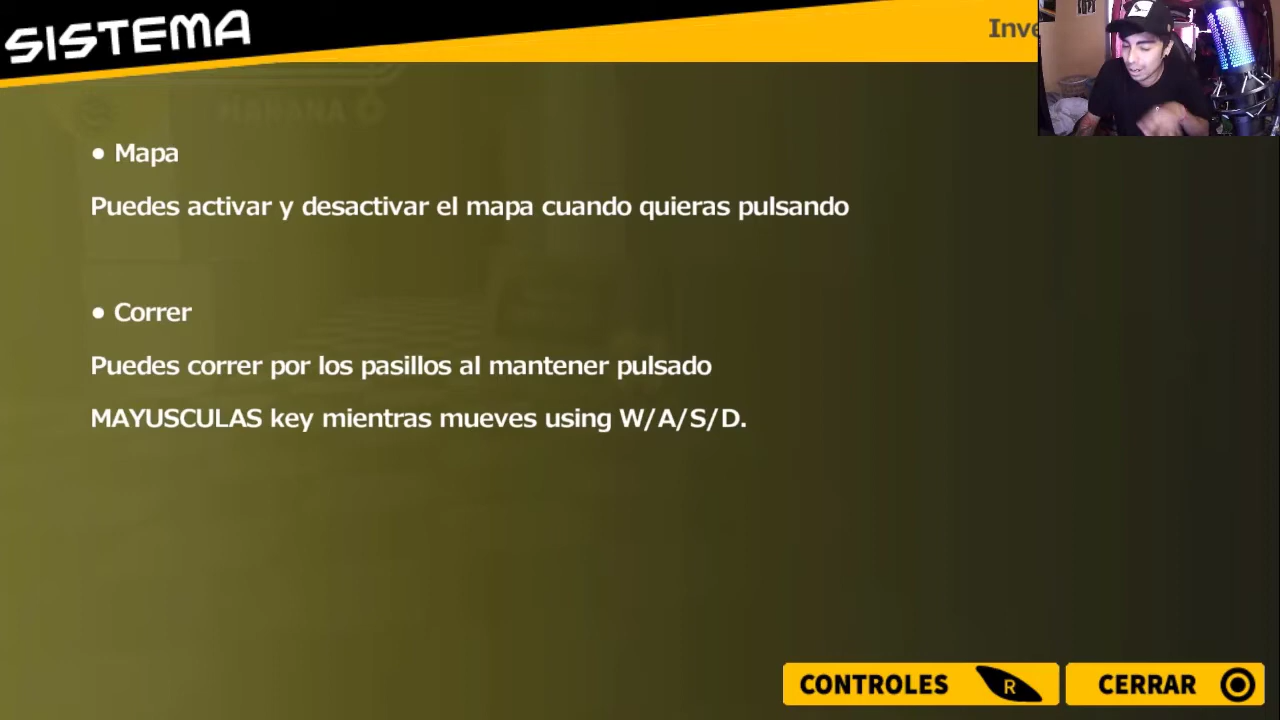 SISTEMA
Inve
MAÑANA
• Mapa
Puedes activar y desactivar el mapa cuando quieras pulsando
• Correr
Puedes correr por los pasillos al mantener pulsado
MAYUSCULAS key mientras mueves using W/A/S/D.
CONTROLES R
CERRAR